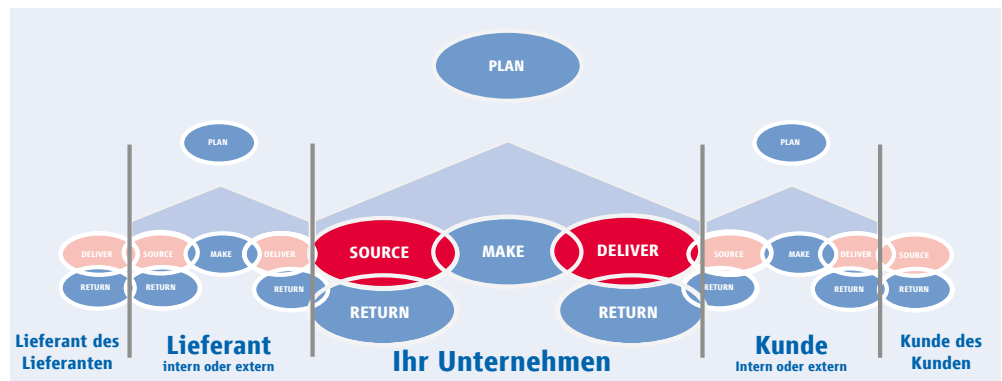 PLAN
PLAN
PLAN
DELIVER
SOURCE
MAKE
DELIVER
SOURCE
MAKE
DELIVER
SOURCE
MAKE
DELIVER
SOURCE
RETURN
RETURN
RETURN
RETURN
RETURN
RETURN
RETURN
RETURN
Lieferant des
Lieferanten
Lieferant
intern oder extern
Ihr Unternehmen
Kunde
Intern oder extern
Kunde des
Kunden